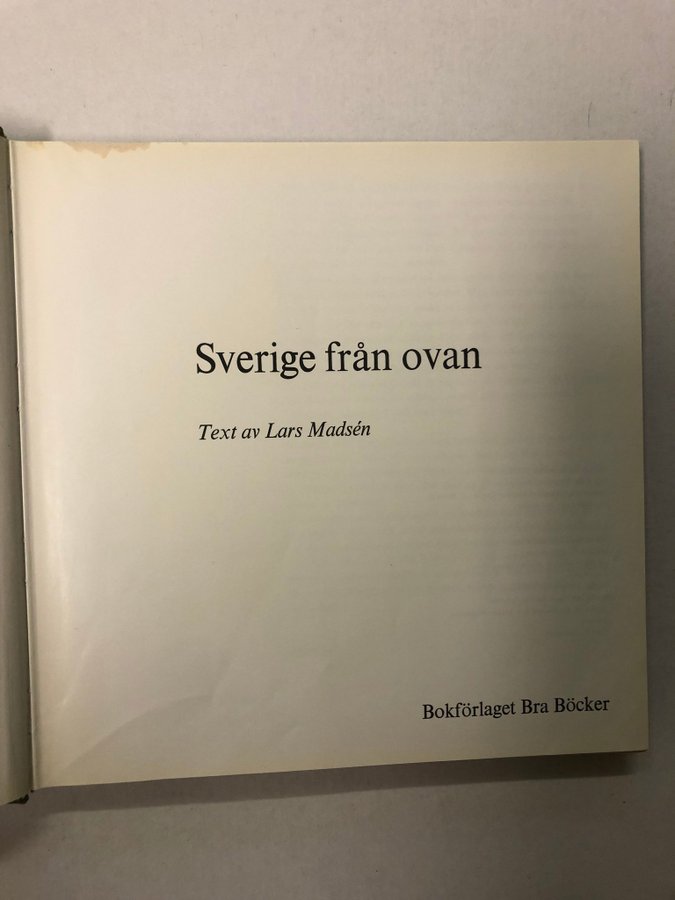 Sverige från ovan
Text av Lars Madsén
Bokförlaget Bra Böcker